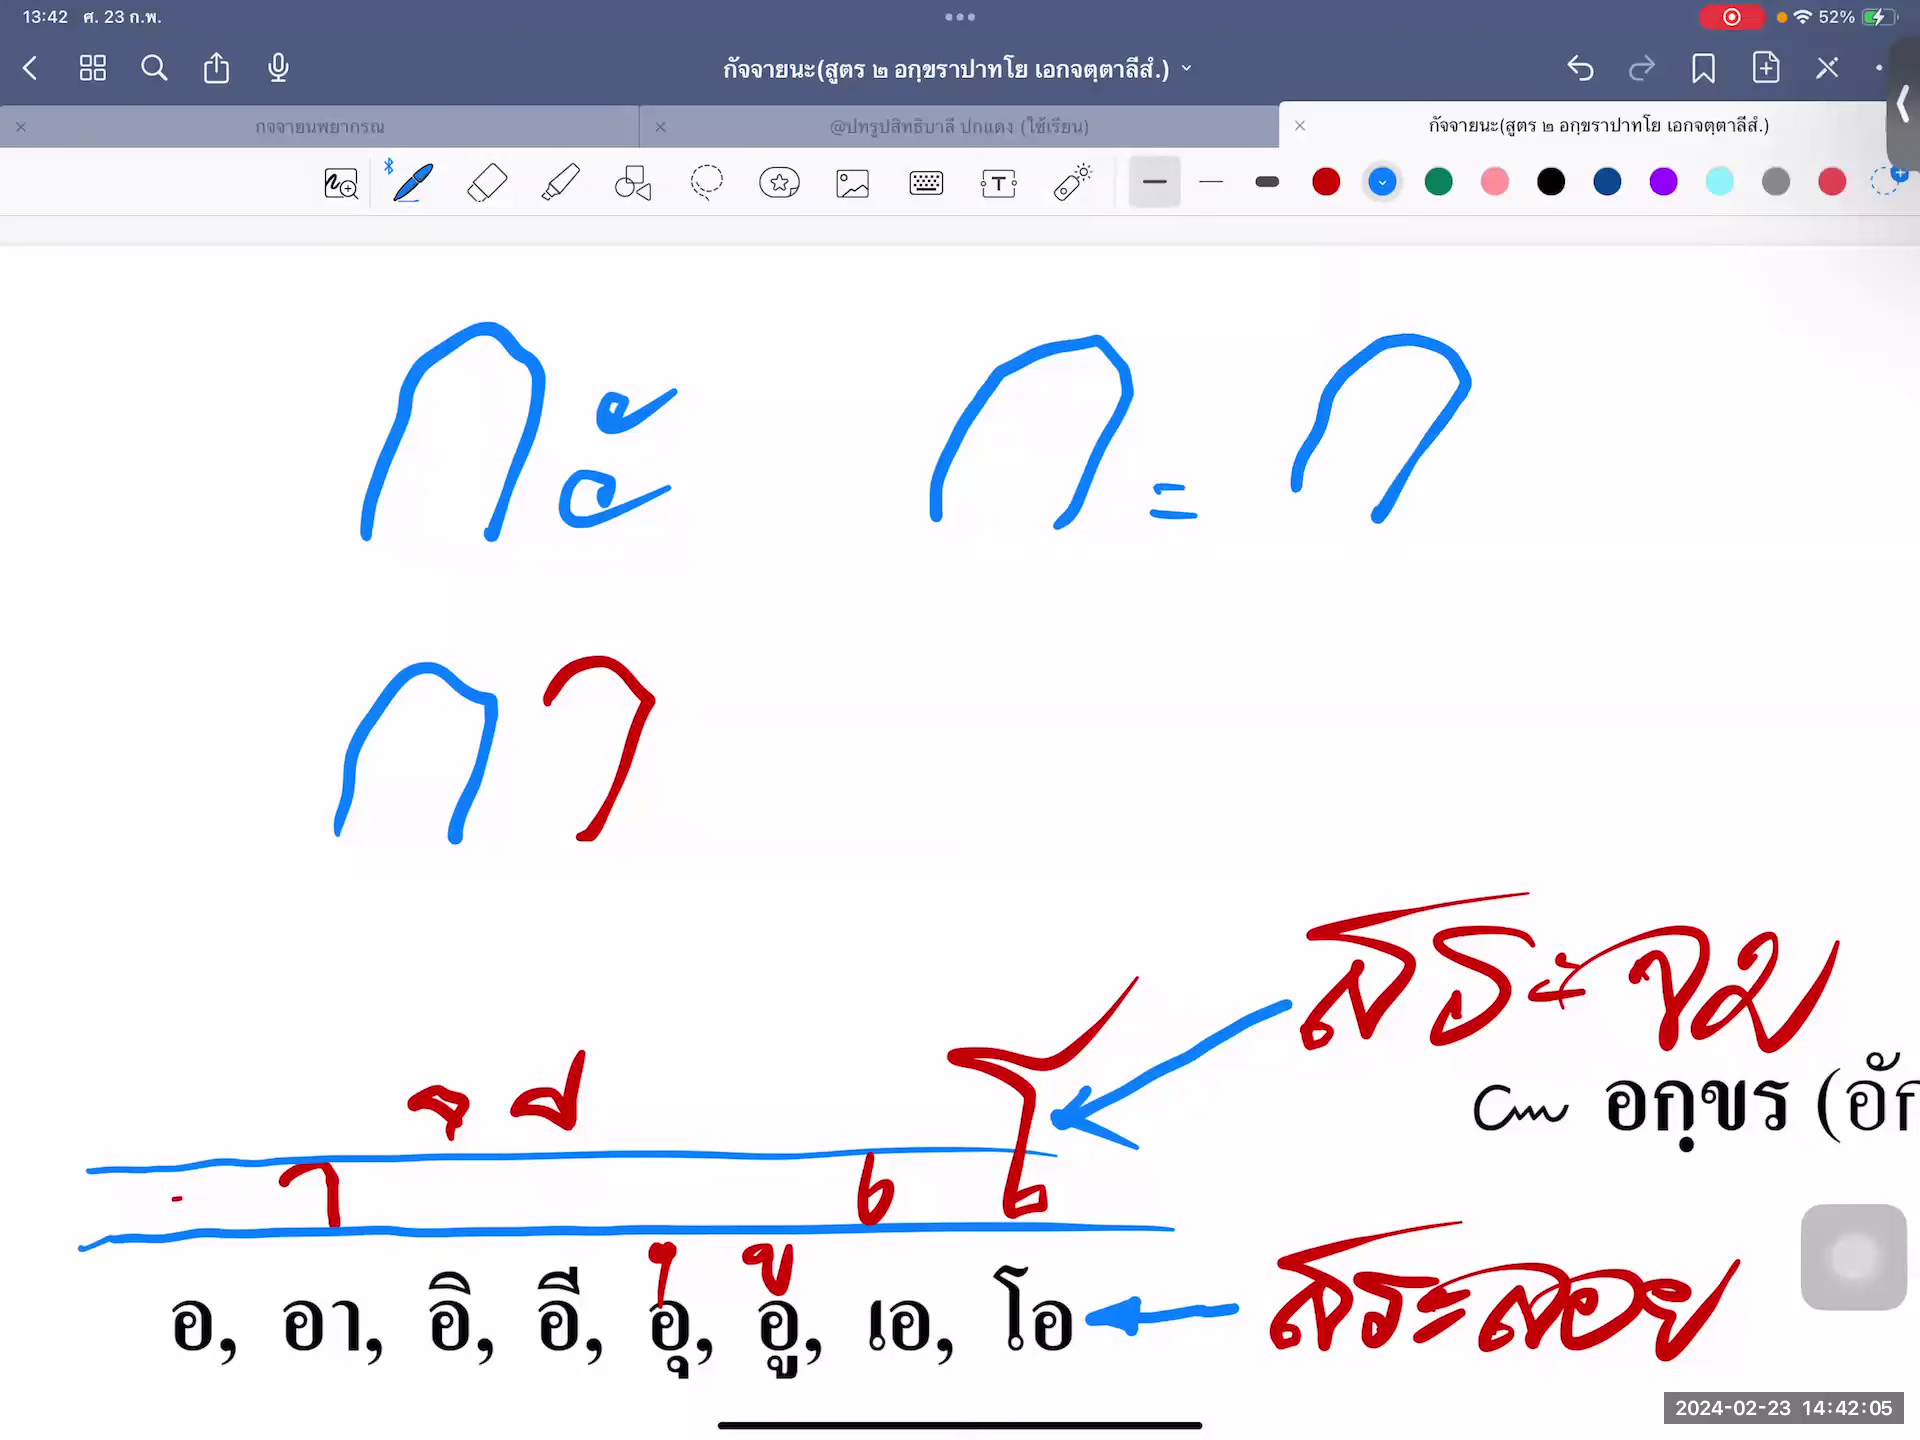 13:42 ศ. 23 ก.พ.
52%
กัจจายนะ(สูตร ๒ อกฺขราปาทโย เอกจตฺตาลีสํ.)
กจจายนพยากรณ
@ปทรูปสิทธิบาลี ปกแดง (ใช้เรียน)
กัจจายนะ(สูตร ๒ อกฺขราปาทโย เอกจตฺตาลีสํ.)
กะ ก = ก
กา
สระจม
อกฺขร (อัก
า เ โ
อ, อา, อิ, อี, อุ, อู, เอ, โอ
สระลอย
2024-02-23 14:42:05